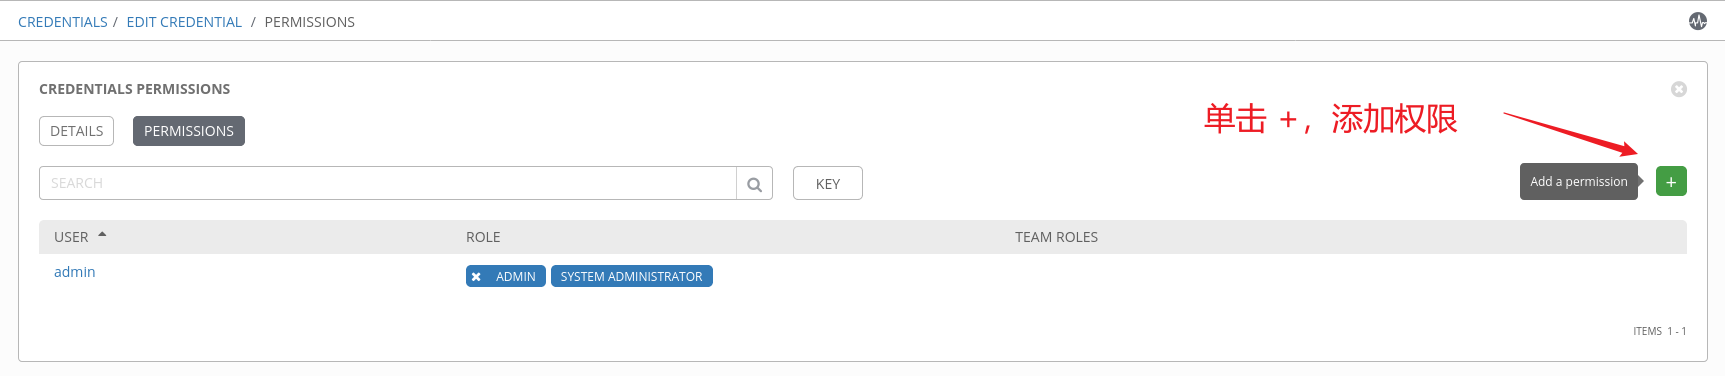 CREDENTIALS / EDIT CREDENTIAL / PERMISSIONS
CREDENTIALS PERMISSIONS
单击 +，添加权限
DETAILS PERMISSIONS
SEARCH KEY Add a permission +
USER ROLE TEAM ROLES
admin ADMIN SYSTEM ADMINISTRATOR
ITEMS 1 - 1